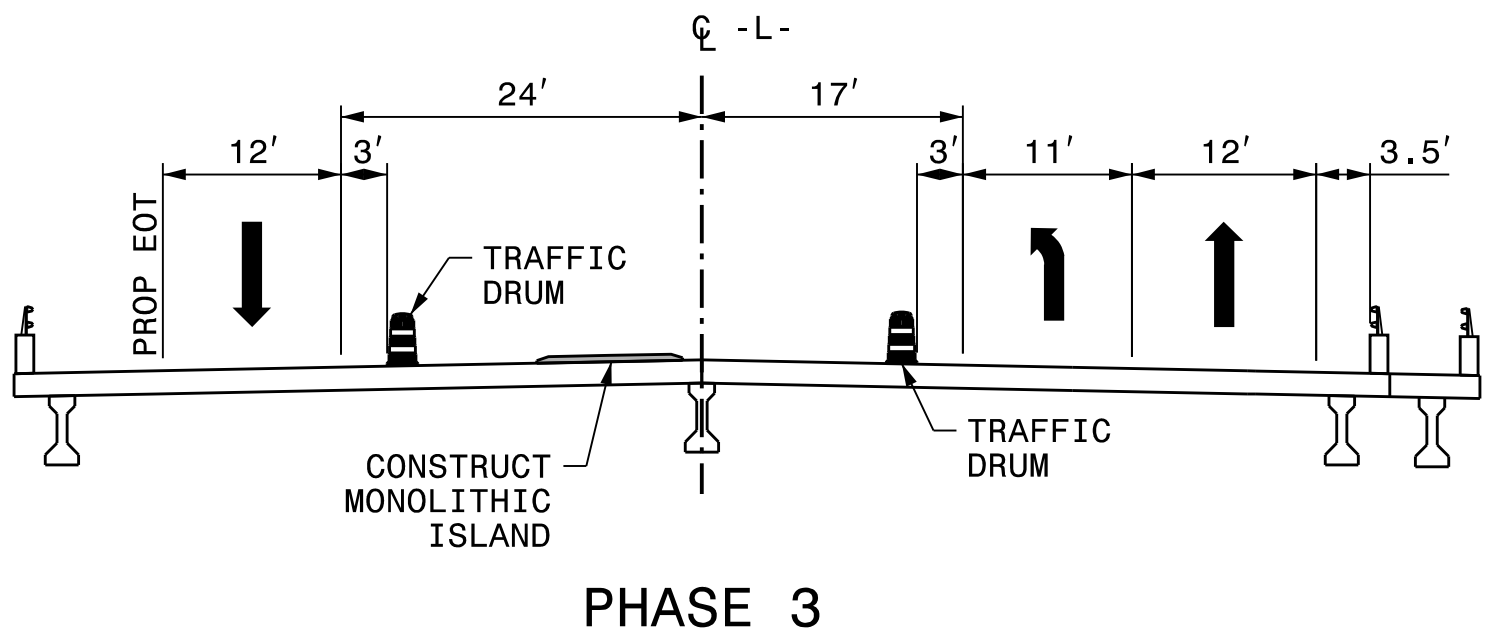 ℄ -L-
24' 17'
12' 3' 3' 11' 12' 3.5'
PROP EOT
TRAFFIC
DRUM
TRAFFIC
DRUM
CONSTRUCT
MONOLITHIC
ISLAND
PHASE 3